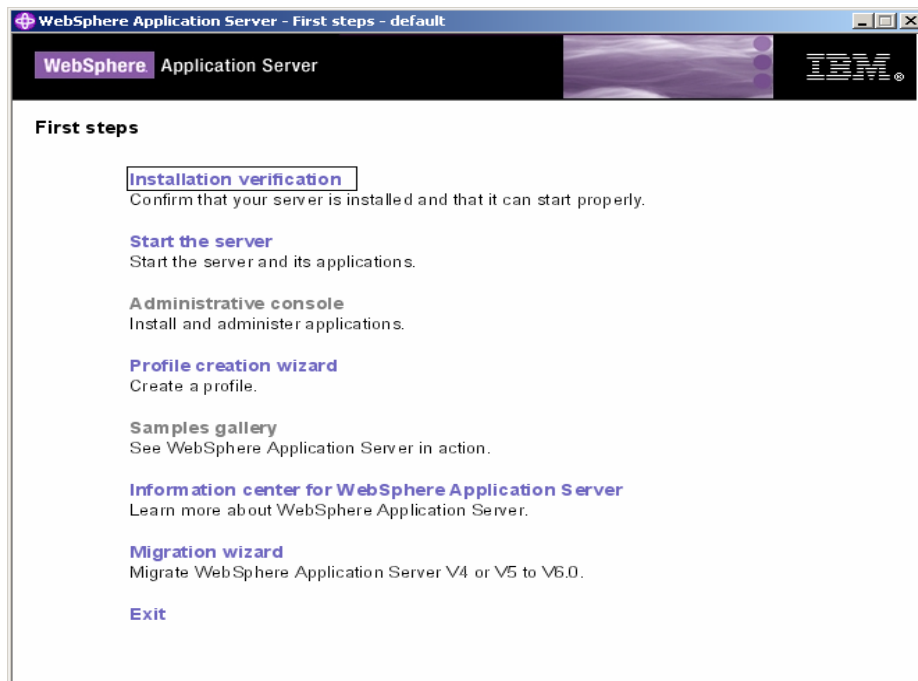 WebSphere Application Server - First steps - default
WebSphere. Application Server
IBM®
First steps
Installation verification
Confirm that your server is installed and that it can start properly.
Start the server
Start the server and its applications.
Administrative console
Install and administer applications.
Profile creation wizard
Create a profile.
Samples gallery
See WebSphere Application Server in action.
Information center for WebSphere Application Server
Learn more about WebSphere Application Server.
Migration wizard
Migrate WebSphere Application Server V4 or V5 to V6.0.
Exit